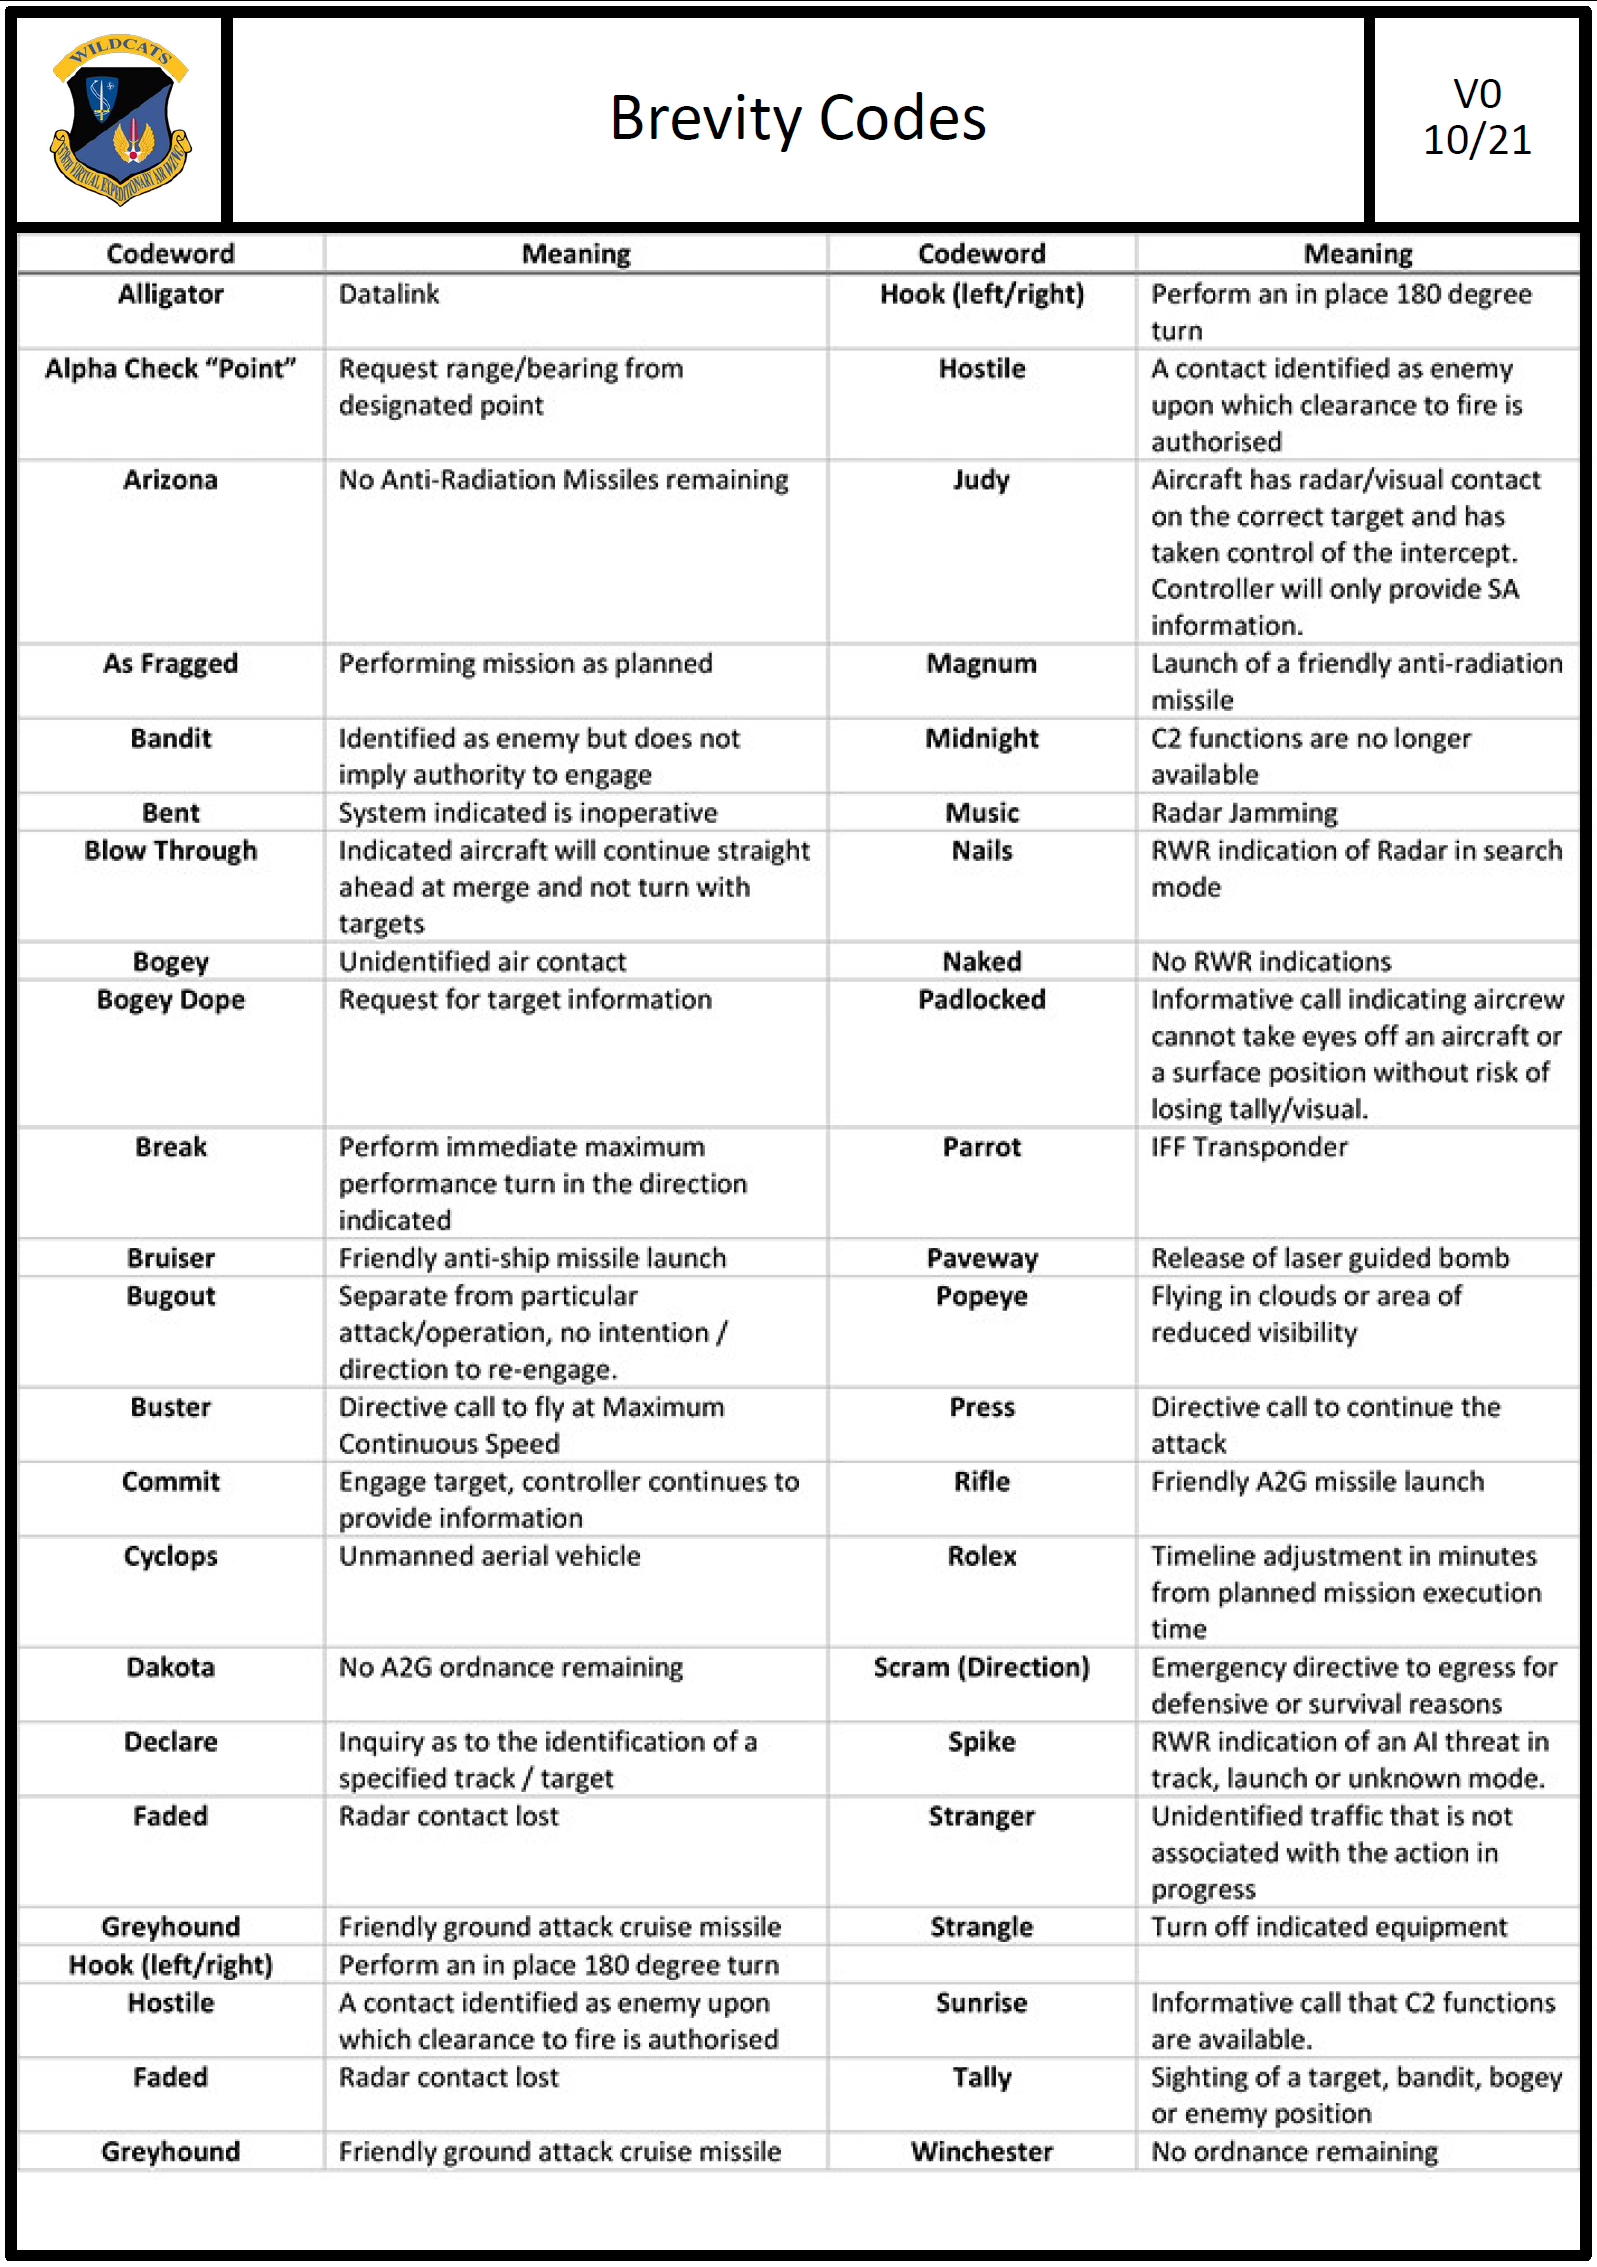 WILDCATS
VIRTUAL EXPEDITIONARY AIR WING
Brevity Codes
V0
10/21
Codeword Meaning Codeword Meaning
Alligator Datalink Hook (left/right) Perform an in place 180 degree
turn
Alpha Check “Point” Request range/bearing from Hostile A contact identified as enemy
designated point upon which clearance to fire is
authorised
Arizona No Anti-Radiation Missiles remaining Judy Aircraft has radar/visual contact
on the correct target and has
taken control of the intercept.
Controller will only provide SA
information.
As Fragged Performing mission as planned Magnum Launch of a friendly anti-radiation
missile
Bandit Identified as enemy but does not Midnight C2 functions are no longer
imply authority to engage available
Bent System indicated is inoperative Music Radar Jamming
Blow Through Indicated aircraft will continue straight Nails RWR indication of Radar in search
ahead at merge and not turn with mode
targets
Bogey Unidentified air contact Naked No RWR indications
Bogey Dope Request for target information Padlocked Informative call indicating aircrew
cannot take eyes off an aircraft or
a surface position without risk of
losing tally/visual.
Break Perform immediate maximum Parrot IFF Transponder
performance turn in the direction
indicated
Bruiser Friendly anti-ship missile launch Paveway Release of laser guided bomb
Bugout Separate from particular Popeye Flying in clouds or area of
attack/operation, no intention / reduced visibility
direction to re-engage.
Buster Directive call to fly at Maximum Press Directive call to continue the
Continuous Speed attack
Commit Engage target, controller continues to Rifle Friendly A2G missile launch
provide information
Cyclops Unmanned aerial vehicle Rolex Timeline adjustment in minutes
from planned mission execution
time
Dakota No A2G ordnance remaining Scram (Direction) Emergency directive to egress for
defensive or survival reasons
Declare Inquiry as to the identification of a Spike RWR indication of an AI threat in
specified track / target track, launch or unknown mode.
Faded Radar contact lost Stranger Unidentified traffic that is not
associated with the action in
progress
Greyhound Friendly ground attack cruise missile Strangle Turn off indicated equipment
Hook (left/right) Perform an in place 180 degree turn
Hostile A contact identified as enemy upon Sunrise Informative call that C2 functions
which clearance to fire is authorised are available.
Faded Radar contact lost Tally Sighting of a target, bandit, bogey
or enemy position
Greyhound Friendly ground attack cruise missile Winchester No ordnance remaining